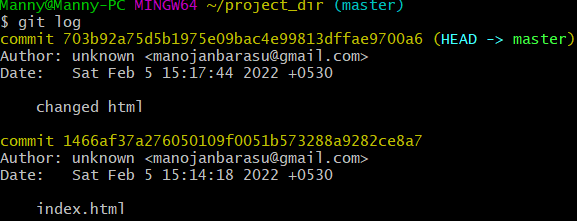 Manny@Manny-PC MINGW64 ~/project_dir (master)
$ git log
commit 703b92a75d5b1975e09bac4e99813dffae9700a6 (HEAD -> master)
Author: unknown <manojanbarasu@gmail.com>
Date:   Sat Feb 5 15:17:44 2022 +0530
    changed html
commit 1466af37a276050109f0051b573288a9282ce8a7
Author: unknown <manojanbarasu@gmail.com>
Date:   Sat Feb 5 15:14:18 2022 +0530
    index.html